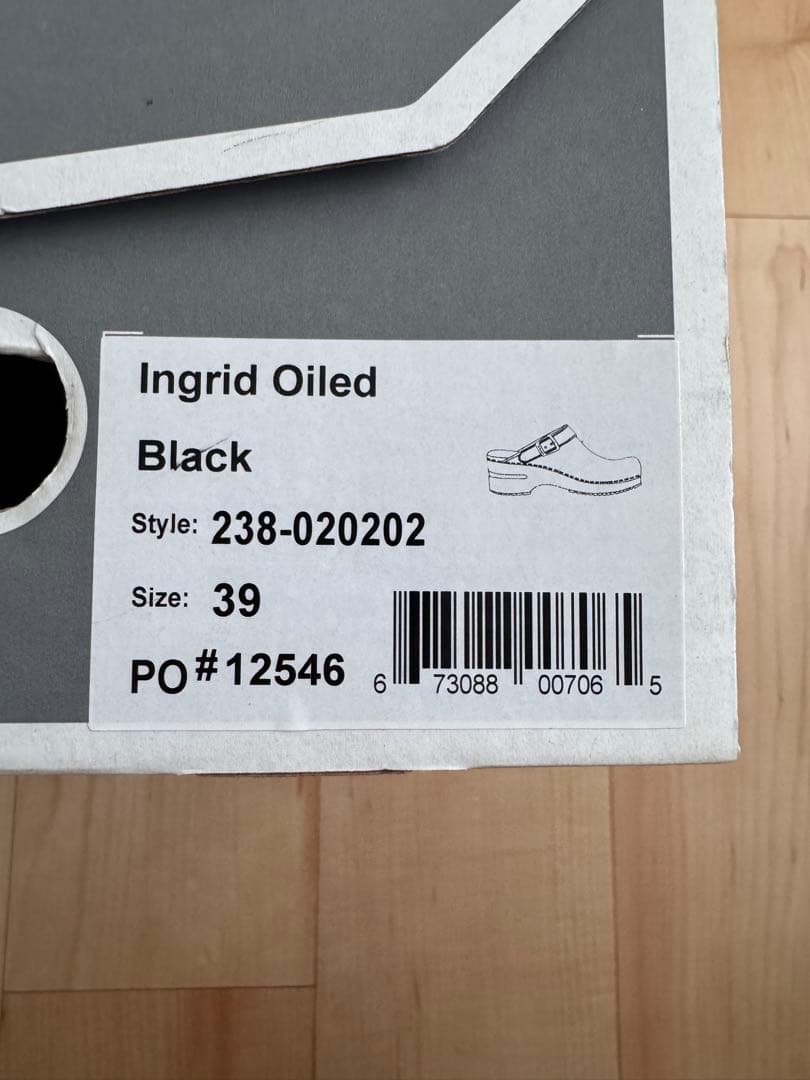 Ingrid Oiled
Black
Style: 238-020202
Size: 39
PO #12546
6 73088 00706 5